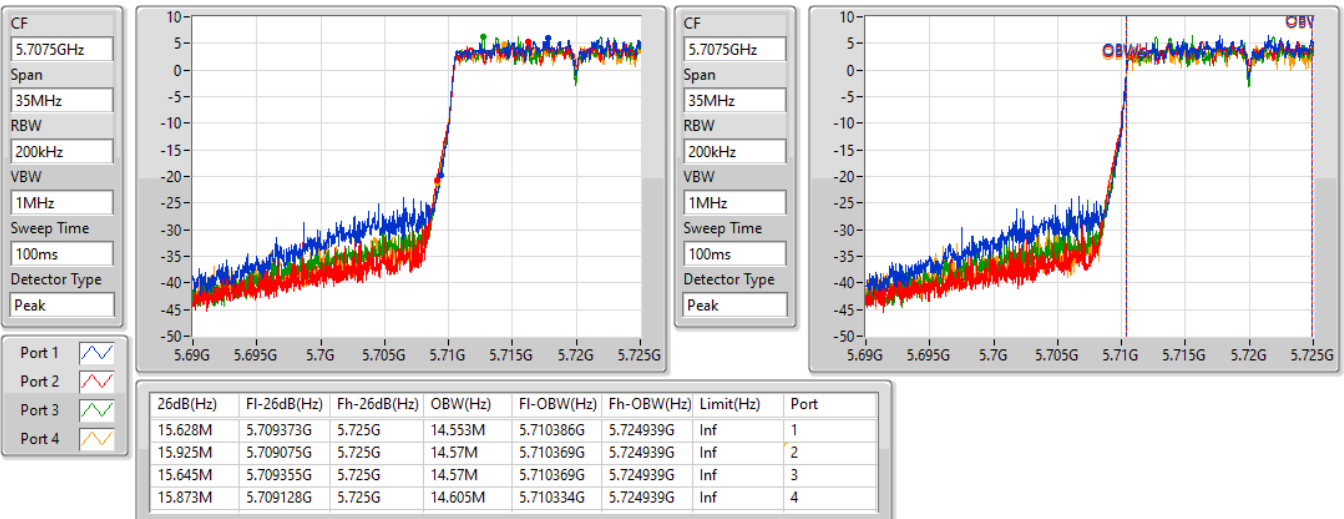 CF
5.7075GHz
Span
35MHz
RBW
200kHz
VBW
1MHz
Sweep Time
100ms
Detector Type
Peak
Port 1
Port 2
Port 3
Port 4
10
5
0
-5
-10
-15
-20
-25
-30
-35
-40
-45
-50
5.69G 5.695G 5.7G 5.705G 5.71G 5.715G 5.72G 5.725G
CF
5.7075GHz
Span
35MHz
RBW
200kHz
VBW
1MHz
Sweep Time
100ms
Detector Type
Peak
10
5
0
-5
-10
-15
-20
-25
-30
-35
-40
-45
-50
5.69G 5.695G 5.7G 5.705G 5.71G 5.715G 5.72G 5.725G
26dB(Hz) Fl-26dB(Hz) Fh-26dB(Hz) OBW(Hz) Fl-OBW(Hz) Fh-OBW(Hz) Limit(Hz) Port
15.628M 5.709373G 5.725G 14.553M 5.710386G 5.724939G Inf 1
15.925M 5.709075G 5.725G 14.57M 5.710369G 5.724939G Inf 2
15.645M 5.709355G 5.725G 14.57M 5.710369G 5.724939G Inf 3
15.873M 5.709128G 5.725G 14.605M 5.710334G 5.724939G Inf 4